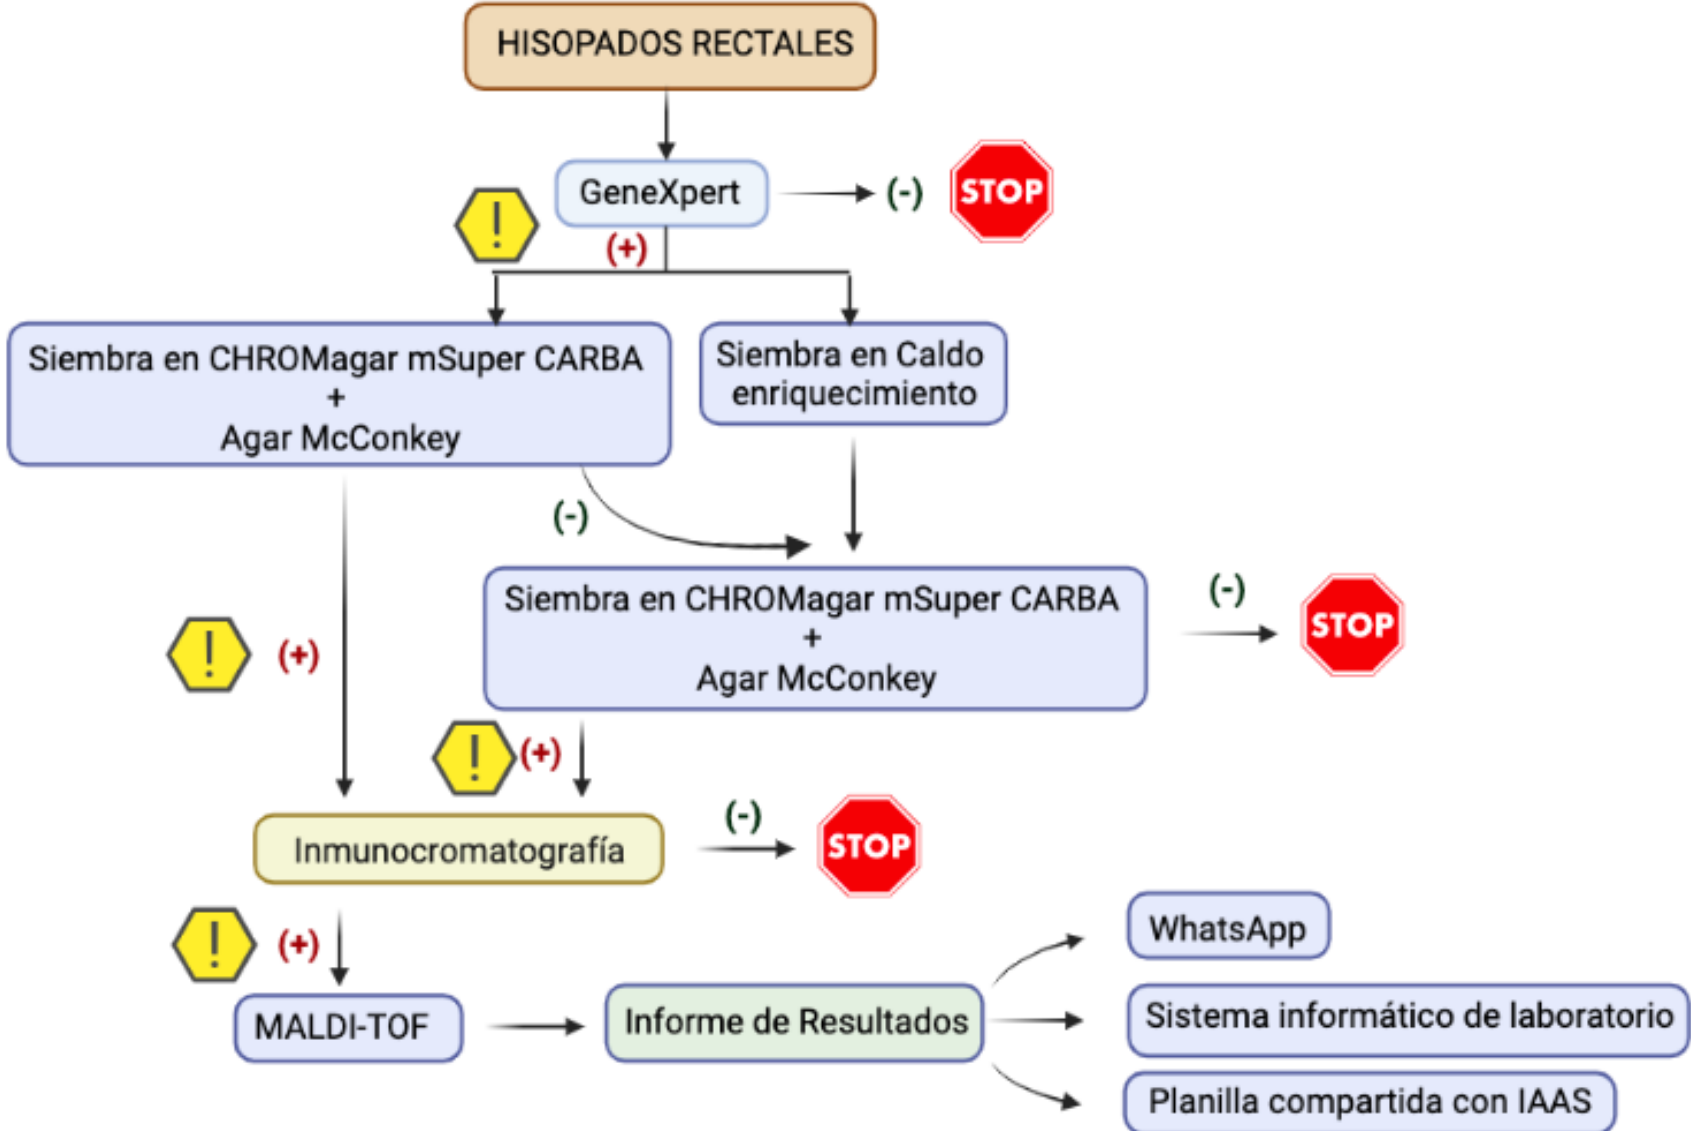 HISOPADOS RECTALES
GeneXpert
(-)
STOP
!
(+)
Siembra en CHROMagar mSuper CARBA
+
Agar McConkey
Siembra en Caldo
enriquecimiento
(-)
Siembra en CHROMagar mSuper CARBA
+
Agar McConkey
(-)
STOP
!
(+)
!
(+)
Inmunocromatografía
(-)
STOP
!
(+)
MALDI-TOF
Informe de Resultados
WhatsApp
Sistema informático de laboratorio
Planilla compartida con IAAS